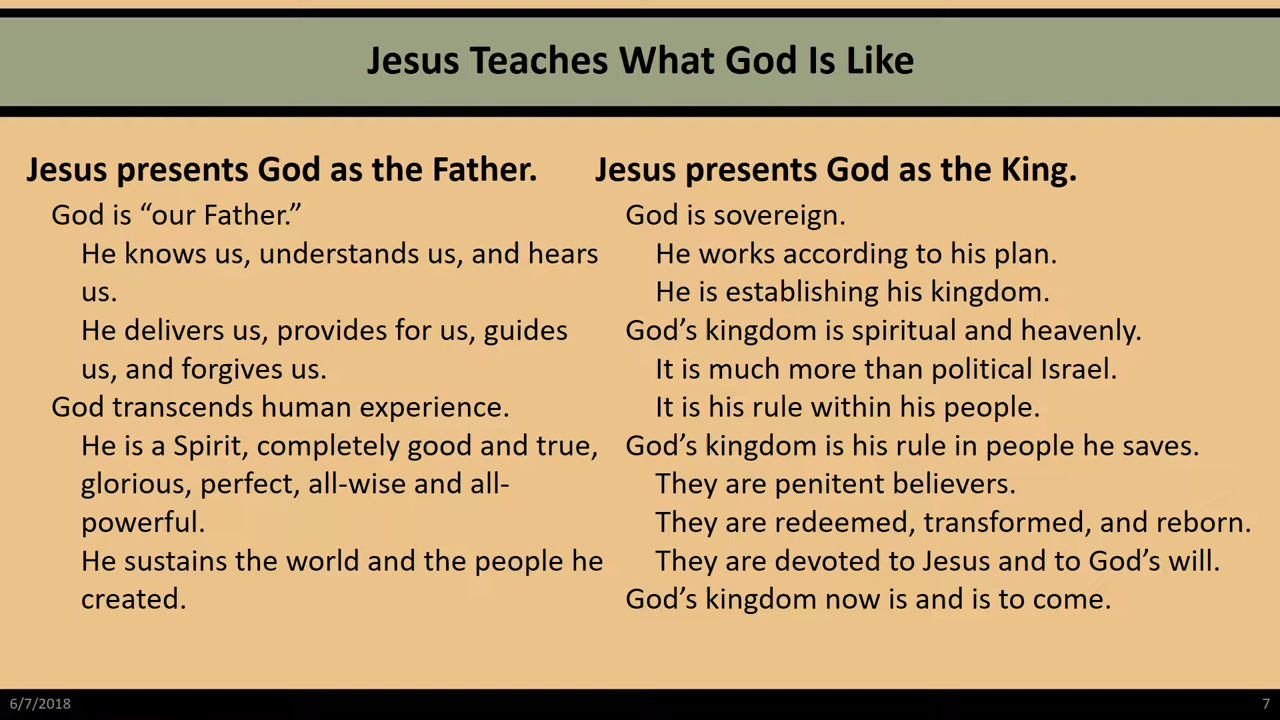 Jesus Teaches What God Is Like
Jesus presents God as the Father.
God is “our Father.”
He knows us, understands us, and hears
us.
He delivers us, provides for us, guides
us, and forgives us.
God transcends human experience.
He is a Spirit, completely good and true,
glorious, perfect, all-wise and all-
powerful.
He sustains the world and the people he
created.
Jesus presents God as the King.
God is sovereign.
He works according to his plan.
He is establishing his kingdom.
God’s kingdom is spiritual and heavenly.
It is much more than political Israel.
It is his rule within his people.
God’s kingdom is his rule in people he saves.
They are penitent believers.
They are redeemed, transformed, and reborn.
They are devoted to Jesus and to God’s will.
God’s kingdom now is and is to come.
6/7/2018
7